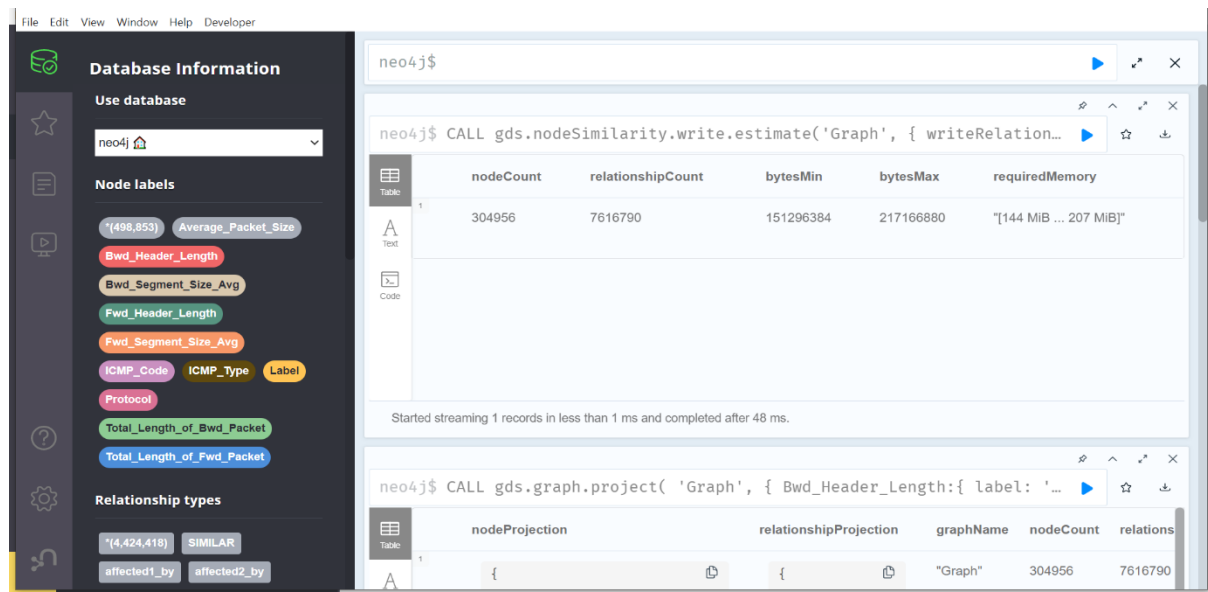 File Edit View Window Help Developer
Database Information
Use database
neo4j
Node labels
*(498,853) Average_Packet_Size
Bwd_Header_Length
Bwd_Segment_Size_Avg
Fwd_Header_Length
Fwd_Segment_Size_Avg
ICMP_Code ICMP_Type Label
Protocol
Total_Length_of_Bwd_Packet
Total_Length_of_Fwd_Packet
Relationship types
*(4,424,418) SIMILAR
affected1_by affected2_by
neo4j$
neo4j$ CALL gds.nodeSimilarity.write.estimate('Graph', { writeRelation…
Table
Text
Code
nodeCount relationshipCount bytesMin bytesMax requiredMemory
1
304956 7616790 151296384 217166880 "[144 MiB ... 207 MiB]"
Started streaming 1 records in less than 1 ms and completed after 48 ms.
neo4j$ CALL gds.graph.project( 'Graph', { Bwd_Header_Length:{ label: '…
Table
A
nodeProjection relationshipProjection graphName nodeCount relations
1
{ { "Graph" 304956 7616790